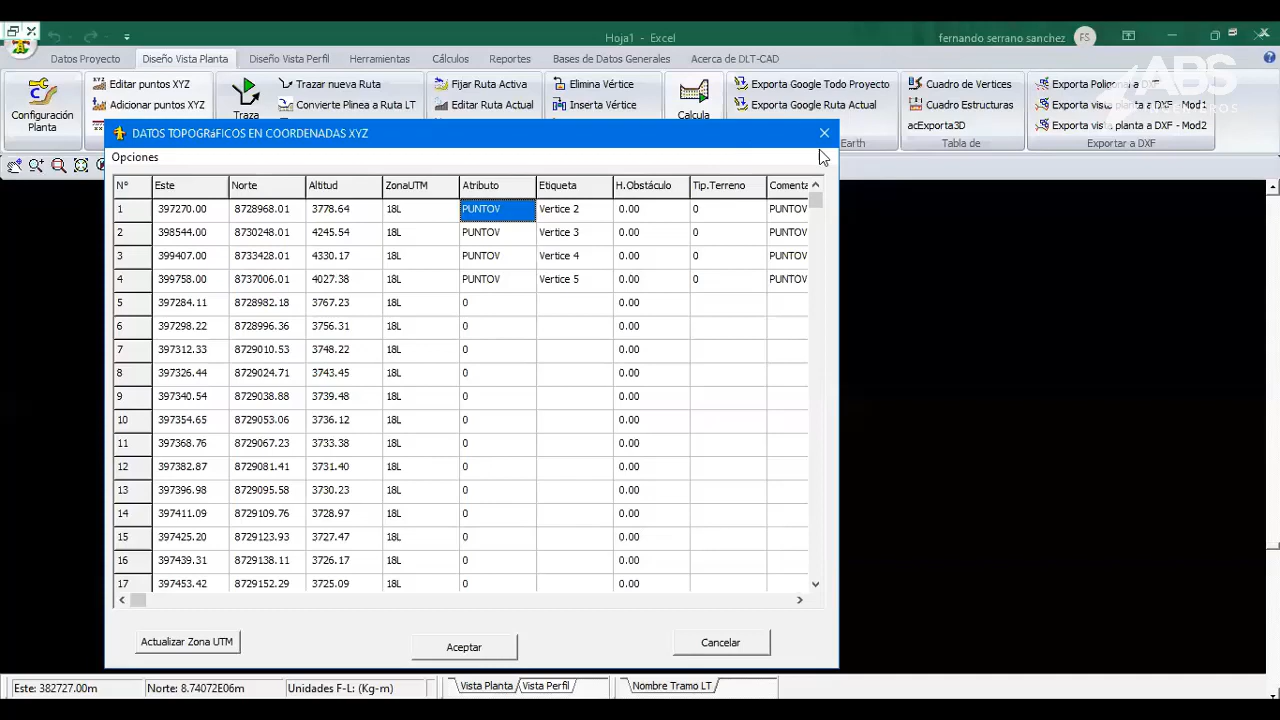 Hoja1 - Excel
fernando serrano sanchez FS
Datos Proyecto Diseño Vista Planta Diseño Vista Perfil Herramientas Cálculos Reportes Bases de Datos Generales Acerca de DLT-CAD
Editar puntos XYZ Trazar nueva Ruta Fijar Ruta Activa Elimina Vértice Exporta Google Todo Proyecto Cuadro de Vertices Exporta Poligonal a DXF
ABS
Adicionar puntos XYZ Convierte Plinea a Ruta LT Editar Ruta Actual Inserta Vértice Exporta Google Ruta Actual Cuadro Estructuras Exporta vista planta a DXF - Mod1
Configuración Planta
Traza
Calcula
acExporta3D Exporta vista planta a DXF - Mod2
Earth Tabla de Exportar a DXF
DATOS TOPOGRáFICOS EN COORDENADAS XYZ
Opciones
Nº Este Norte Altitud ZonaUTM Atributo Etiqueta H.Obstáculo Tip.Terreno Comenta
1 397270.00 8728968.01 3778.64 18L PUNTOV Vertice 2 0.00 0 PUNTOV
2 398544.00 8730248.01 4245.54 18L PUNTOV Vertice 3 0.00 0 PUNTOV
3 399407.00 8733428.01 4330.17 18L PUNTOV Vertice 4 0.00 0 PUNTOV
4 399758.00 8737006.01 4027.38 18L PUNTOV Vertice 5 0.00 0 PUNTOV
5 397284.11 8728982.18 3767.23 18L 0 0.00
6 397298.22 8728996.36 3756.31 18L 0 0.00
7 397312.33 8729010.53 3748.22 18L 0 0.00
8 397326.44 8729024.71 3743.45 18L 0 0.00
9 397340.54 8729038.88 3739.48 18L 0 0.00
10 397354.65 8729053.06 3736.12 18L 0 0.00
11 397368.76 8729067.23 3733.38 18L 0 0.00
12 397382.87 8729081.41 3731.40 18L 0 0.00
13 397396.98 8729095.58 3730.23 18L 0 0.00
14 397411.09 8729109.76 3728.97 18L 0 0.00
15 397425.20 8729123.93 3727.47 18L 0 0.00
16 397439.31 8729138.11 3726.17 18L 0 0.00
17 397453.42 8729152.29 3725.09 18L 0 0.00
Actualizar Zona UTM Aceptar Cancelar
Este: 382727.00m Norte: 8.74072E06m Unidades F-L: (Kg-m) Vista Planta Vista Perfil Nombre Tramo LT